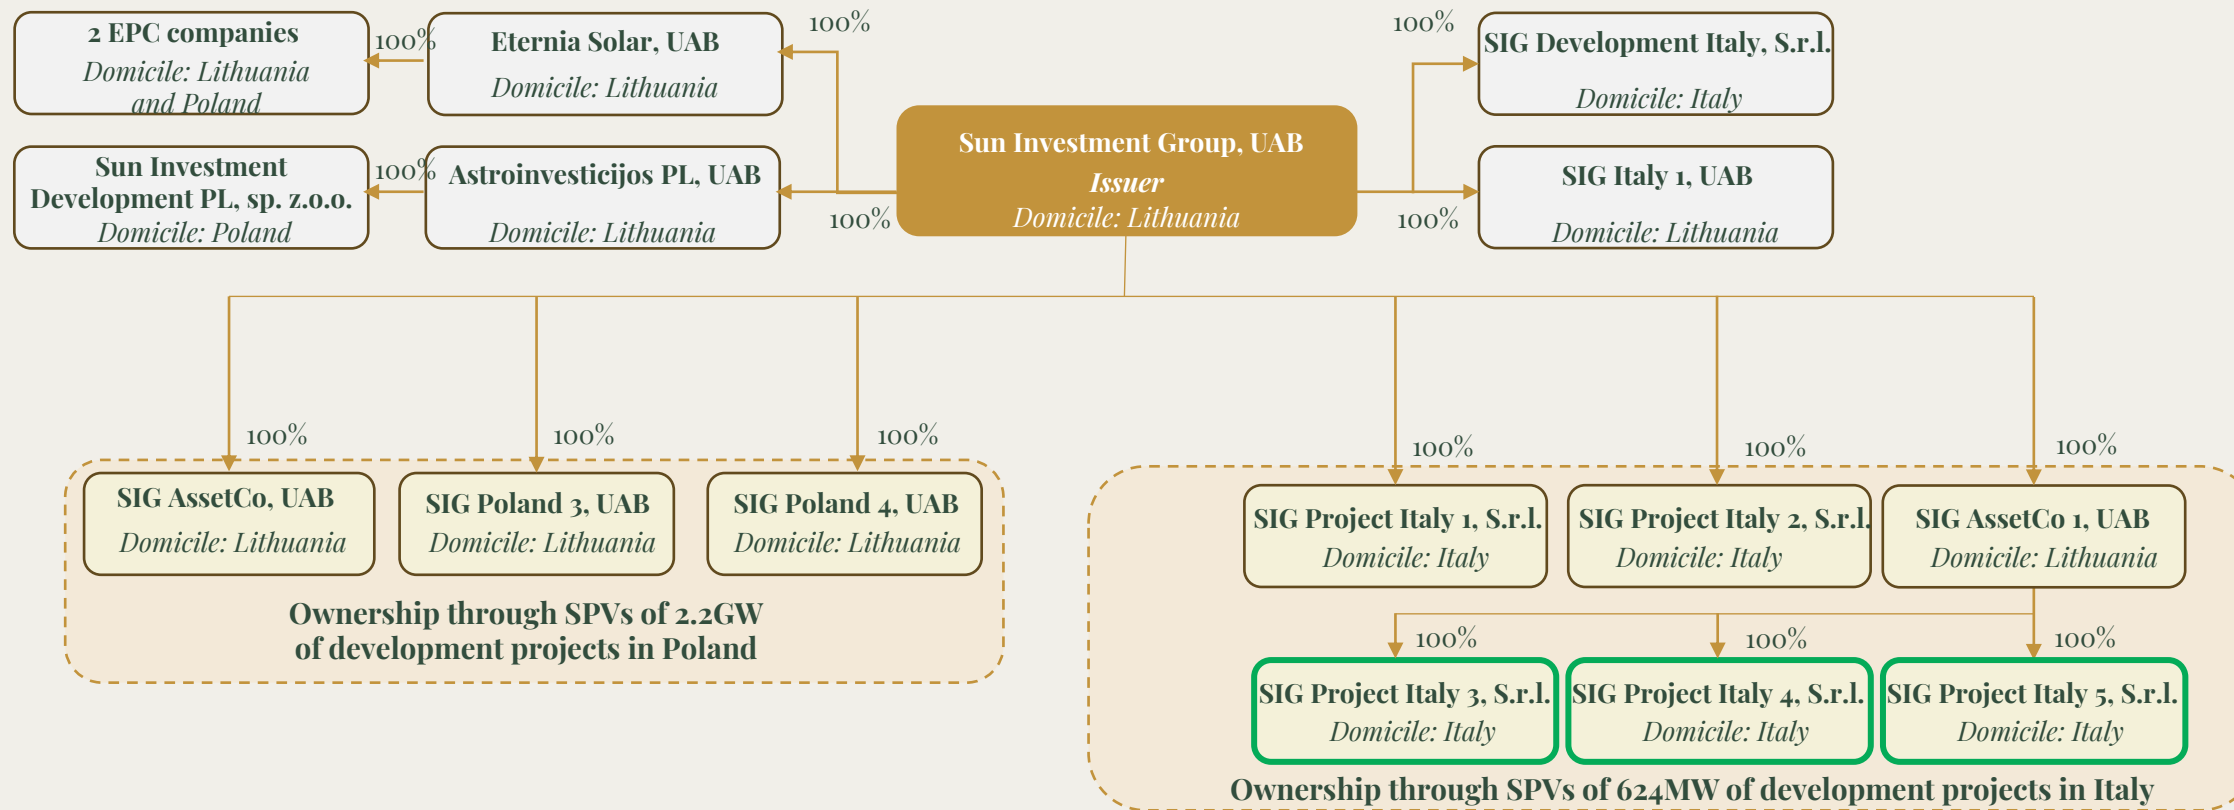 2 EPC companies
Domicile: Lithuania
and Poland
100%
Eternia Solar, UAB
Domicile: Lithuania
100%
100%
SIG Development Italy, S.r.l.
Domicile: Italy
Sun Investment Group, UAB
Issuer
Domicile: Lithuania
Sun Investment
Development PL, sp. z.o.o.
Domicile: Poland
100%
Astroinvesticijos PL, UAB
Domicile: Lithuania
100%
100%
SIG Italy 1, UAB
Domicile: Lithuania
100%
100%
100%
100%
100%
100%
SIG AssetCo, UAB
Domicile: Lithuania
SIG Poland 3, UAB
Domicile: Lithuania
SIG Poland 4, UAB
Domicile: Lithuania
Ownership through SPVs of 2.2GW
of development projects in Poland
SIG Project Italy 1, S.r.l.
Domicile: Italy
SIG Project Italy 2, S.r.l.
Domicile: Italy
SIG AssetCo 1, UAB
Domicile: Lithuania
100%
100%
100%
SIG Project Italy 3, S.r.l.
Domicile: Italy
SIG Project Italy 4, S.r.l.
Domicile: Italy
SIG Project Italy 5, S.r.l.
Domicile: Italy
Ownership through SPVs of 624MW of development projects in Italy